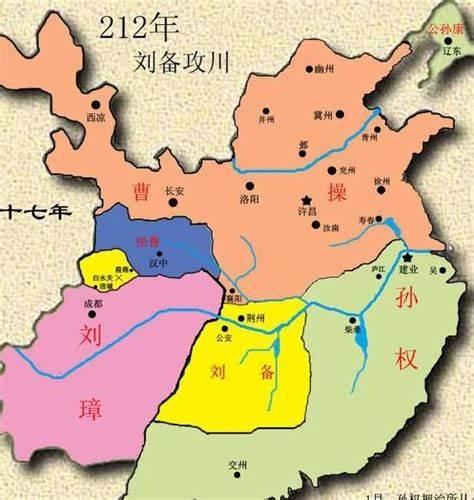 212年
刘备攻川
公孙康
辽东
幽州
西凉
并州
冀州
青州
邺
兖州
长安
洛阳
徐州
曹
操
许昌
汝南
寿春
十七年
张鲁
汉中
葭萌
白水关
涪城
庐江
建业
吴
襄阳
成都
荆州
公安
柴桑
孙
权
刘
璋
刘
备
交州
1月，孙权把治所从